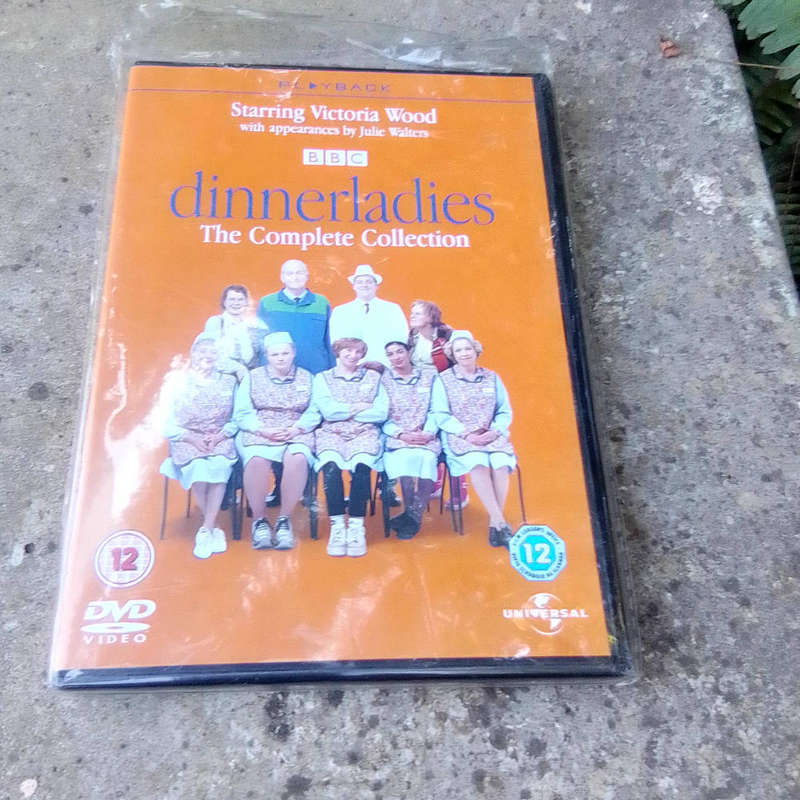 PLAYBACK
Starring Victoria Wood
with appearances by Julie Walters
BBC
dinnerladies
The Complete Collection
12
12
DVD
VIDEO
UNIVERSAL